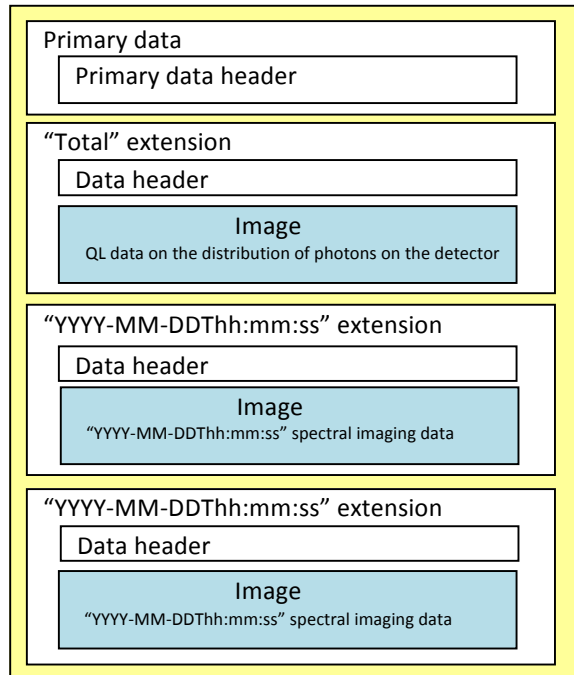 Primary data
Primary data header
“Total” extension
Data header
Image
QL data on the distribution of photons on the detector
“YYYY-MM-DDThh:mm:ss” extension
Data header
Image
“YYYY-MM-DDThh:mm:ss” spectral imaging data
“YYYY-MM-DDThh:mm:ss” extension
Data header
Image
“YYYY-MM-DDThh:mm:ss” spectral imaging data